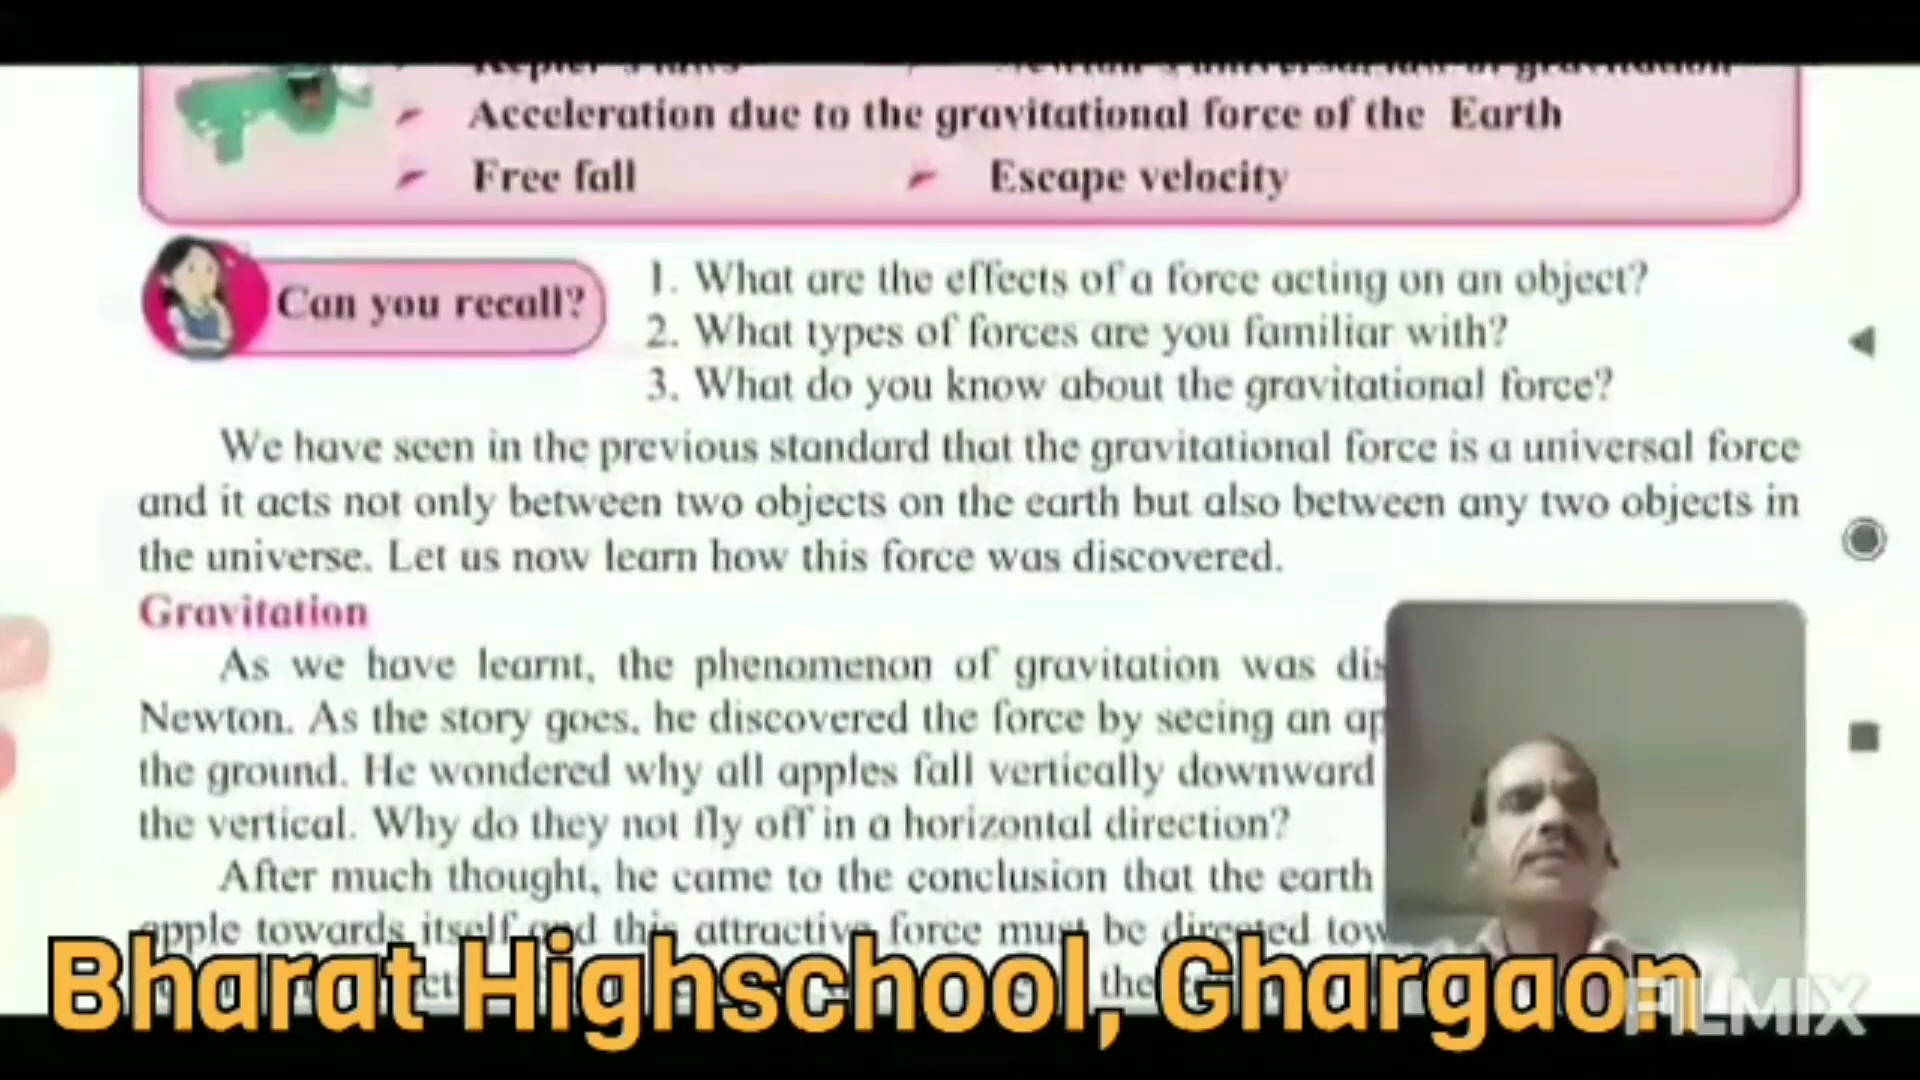 Acceleration due to the gravitational force of the Earth
Free fall
Escape velocity
Can you recall?
1. What are the effects of a force acting on an object?
2. What types of forces are you familiar with?
3. What do you know about the gravitational force?
We have seen in the previous standard that the gravitational force is a universal force
and it acts not only between two objects on the earth but also between any two objects in
the universe. Let us now learn how this force was discovered.
Gravitation
As we have learnt, the phenomenon of gravitation was dis
Newton. As the story goes, he discovered the force by seeing an ap
the ground. He wondered why all apples fall vertically downward
the vertical. Why do they not fly off in a horizontal direction?
After much thought, he came to the conclusion that the earth
apple towards itself and this attractive force must be directed tow
the
Bharat Highschool, Ghargaon
FILMIX